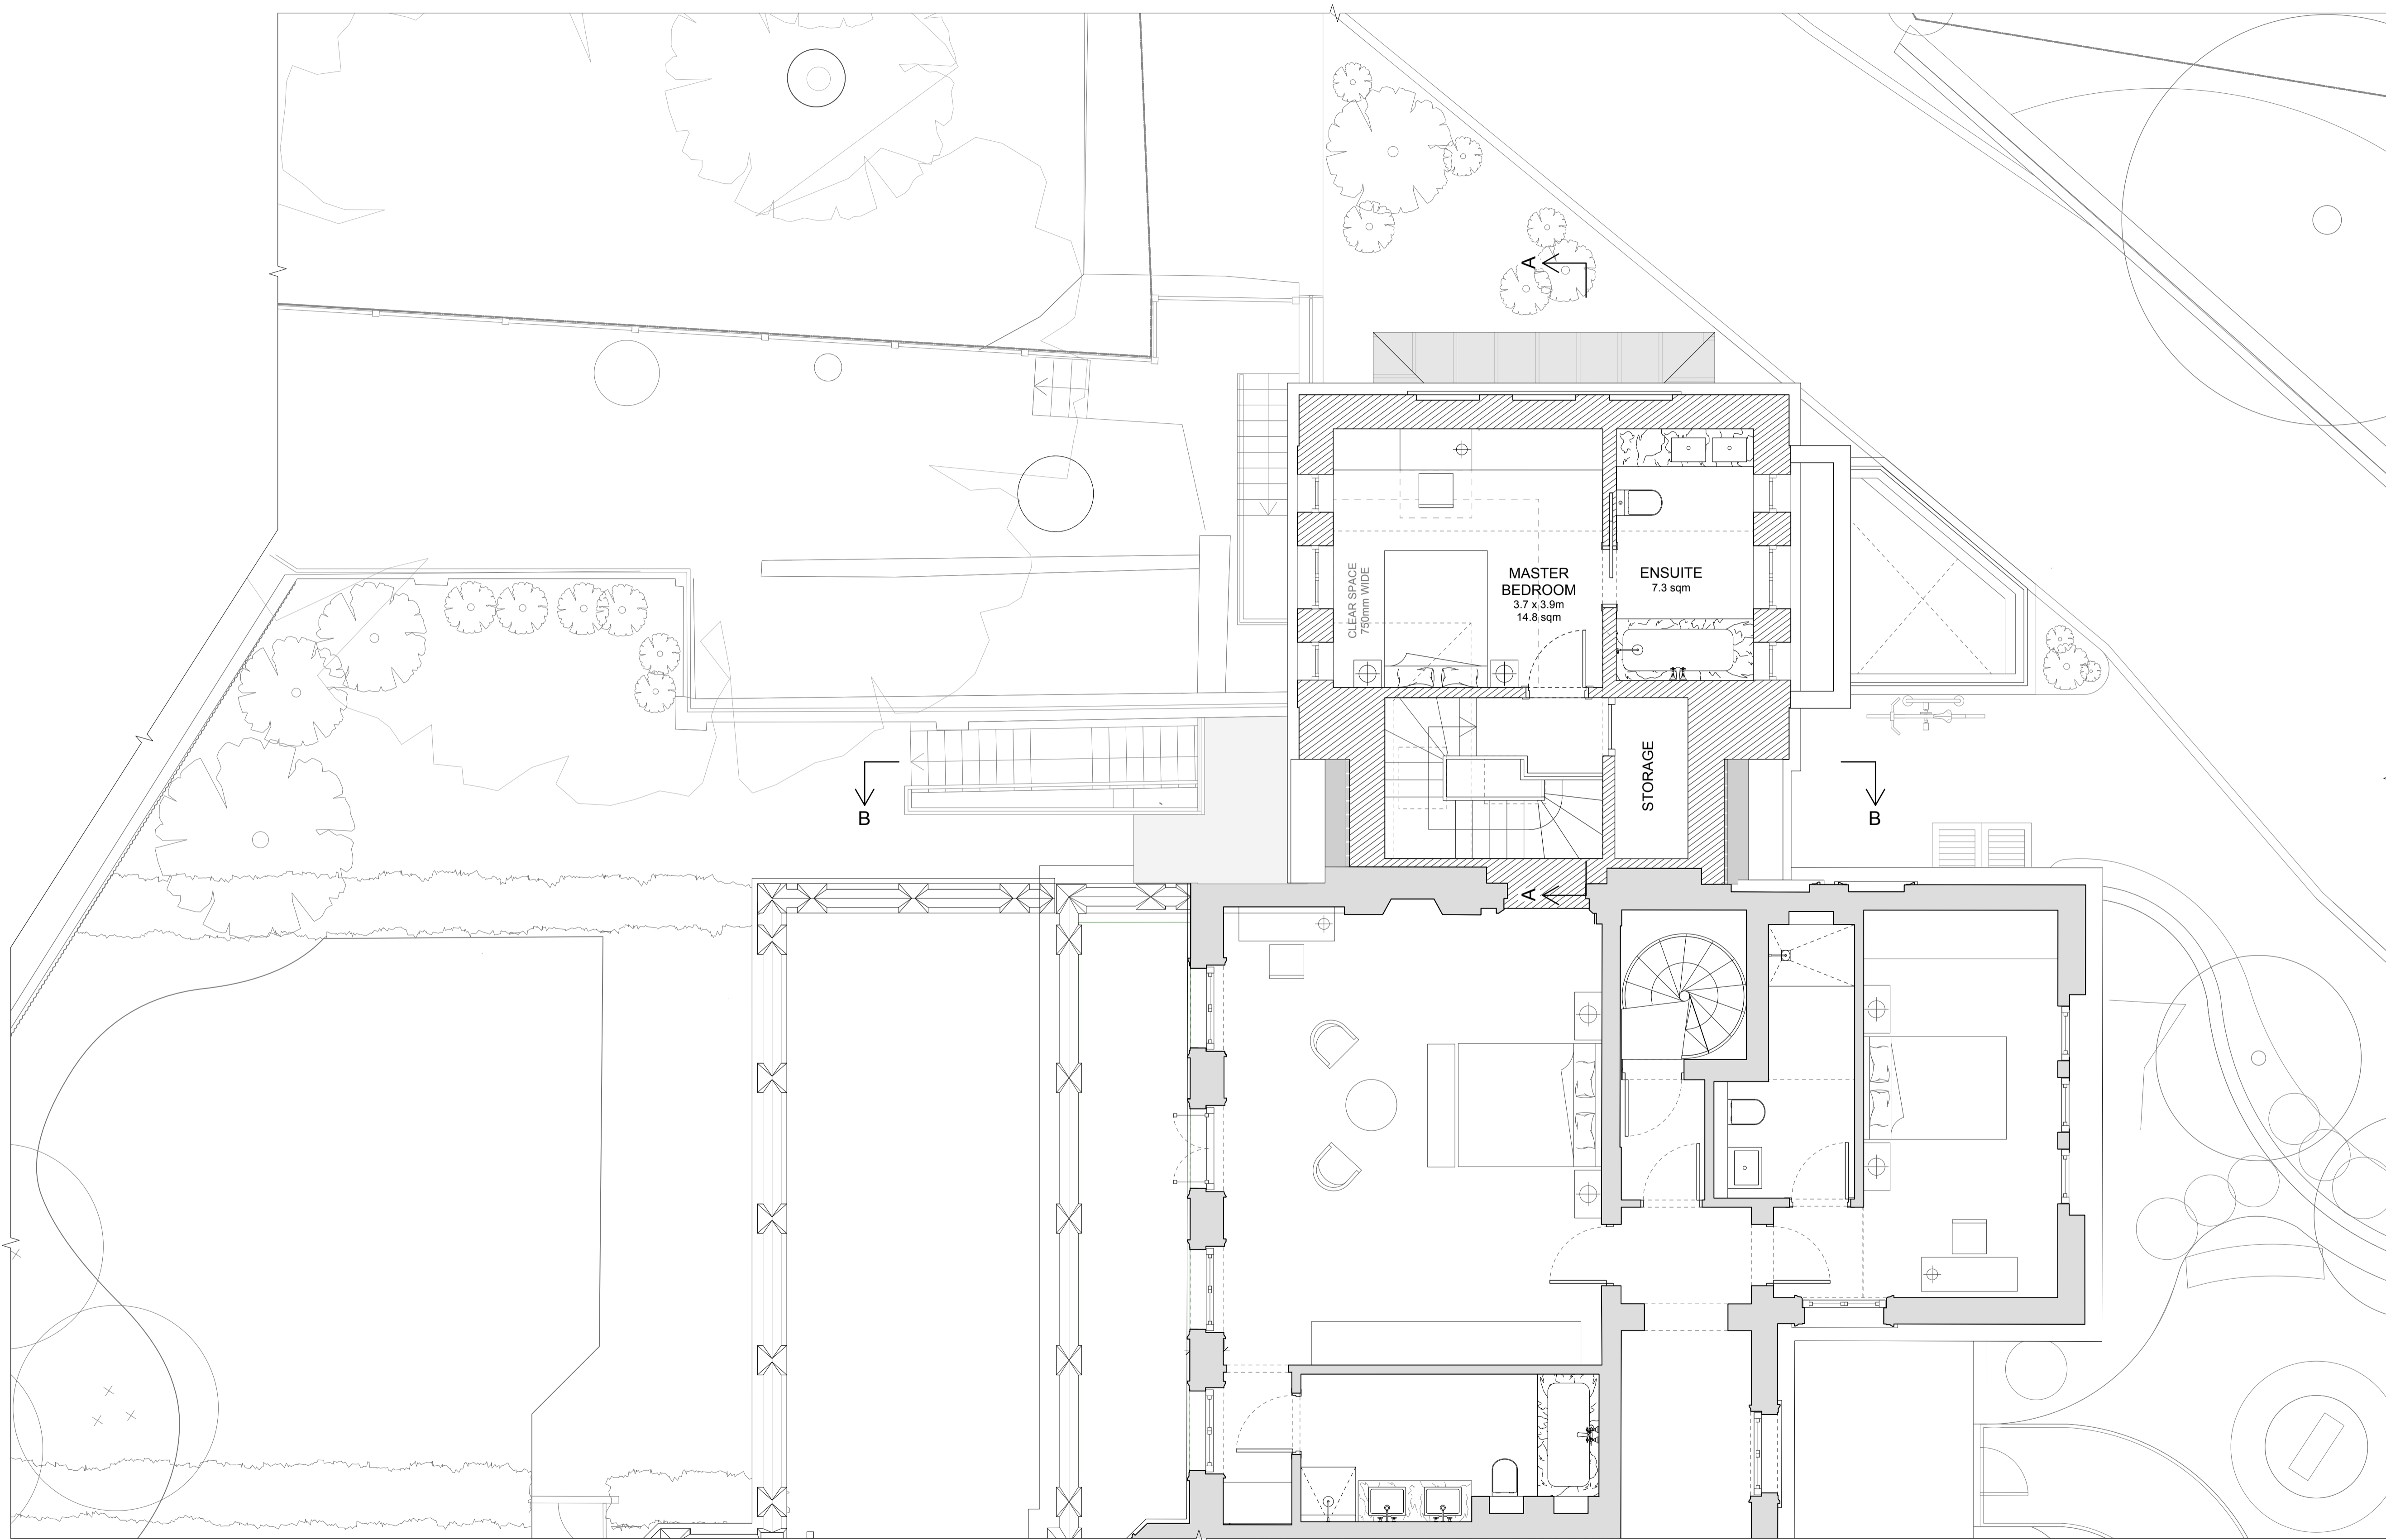 A
CLEAR SPACE
750mm WIDE
MASTER
BEDROOM
3.7 x 3.9m
14.8 sqm
ENSUITE
7.3 sqm
STORAGE
B
B
A